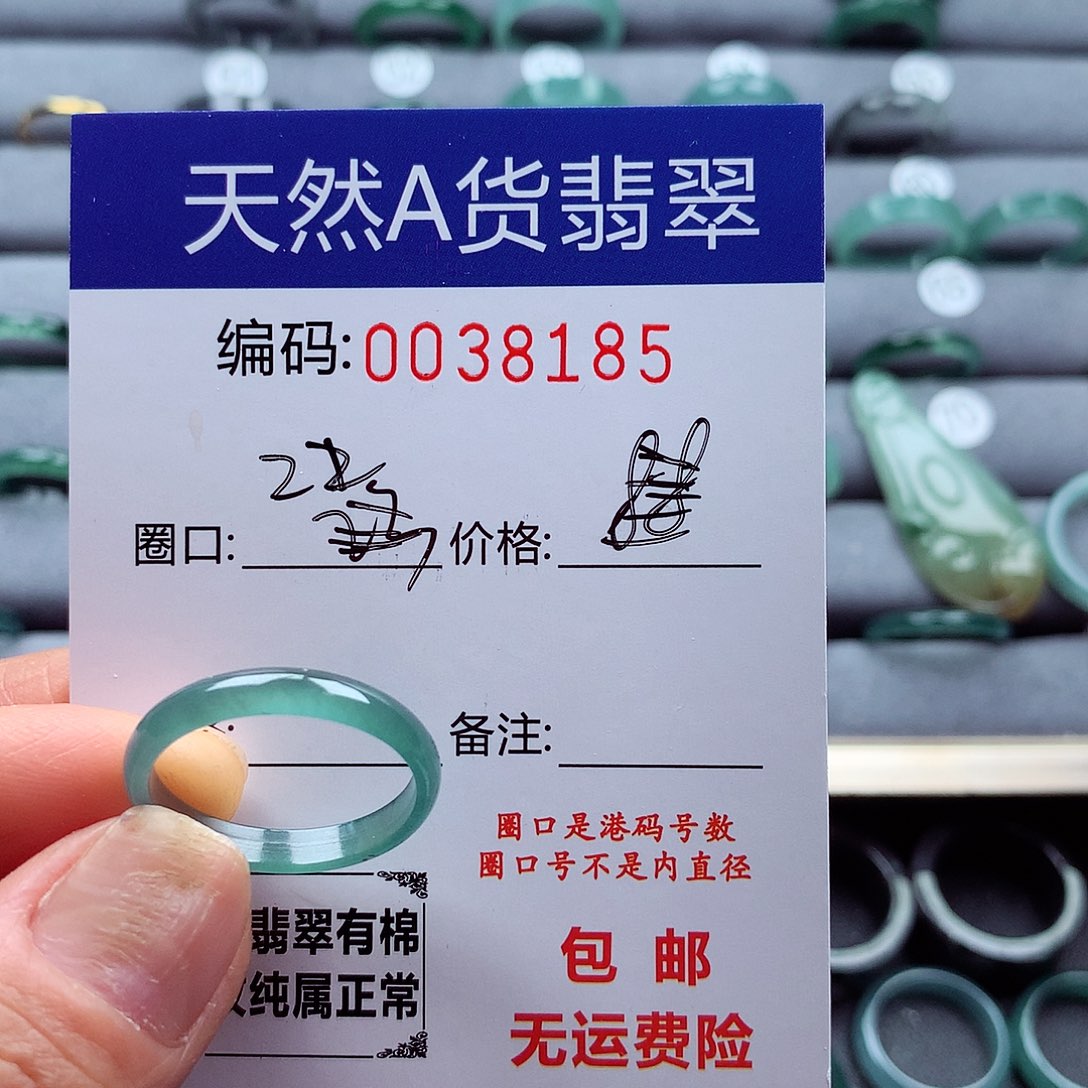 天然A货翡翠
编码:0038185
圈口: 价格:
备注:
圈口是港码号数
圈口号不是内直径
翡翠有棉
纯属正常
包邮
无运费险